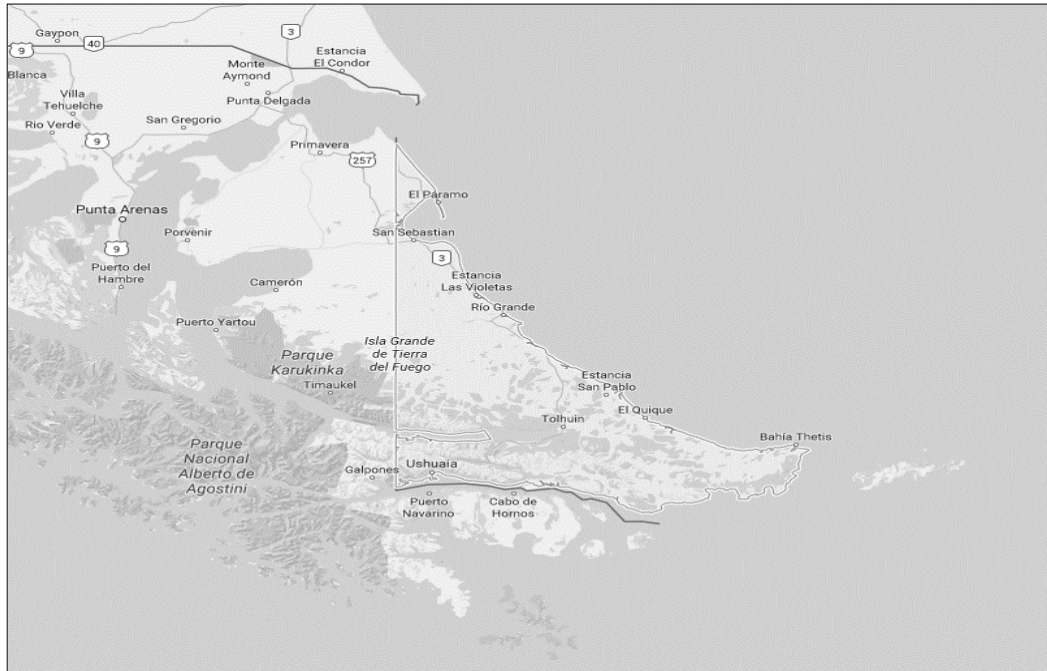 Gaypon
40
3
9
Estancia
El Condor
Monte
Aymond
Blanca
Villa
Tehuelche
Punta Delgada
Rio Verde
San Gregorio
9
Primavera
257
El Páramo
Punta Arenas
Porvenir
San Sebastian
9
3
Puerto del
Hambre
Camerón
Estancia
Las Violetas
Río Grande
Puerto Yartou
Isla Grande
de Tierra
del Fuego
Parque
Karukinka
Timaukel
Estancia
San Pablo
El Quique
Tolhuin
Bahía Thetis
Parque
Nacional
Alberto de
Agostini
Galpones
Ushuaia
Puerto
Navarino
Cabo de
Hornos